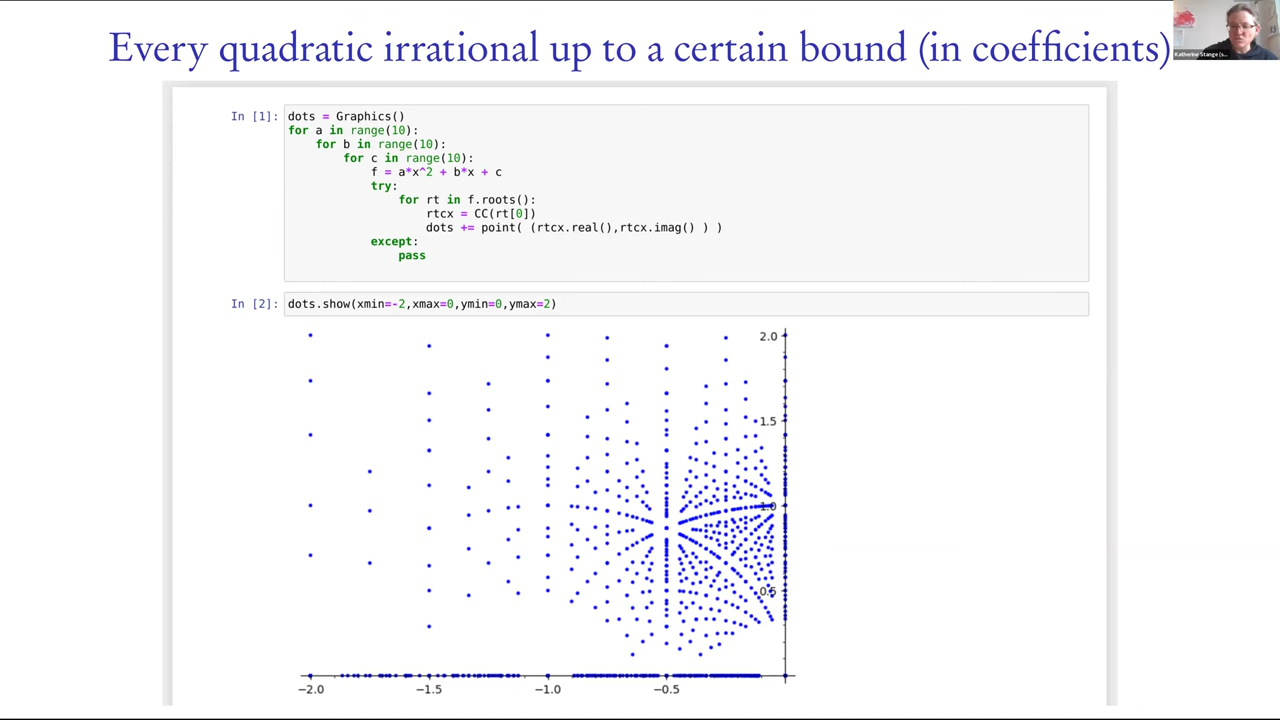 Every quadratic irrational up to a certain bound (in coefficients)
Katherine Stange (s...
In [1]:
dots = Graphics()
for a in range(10):
for b in range(10):
for c in range(10):
f = a*x^2 + b*x + c
try:
for rt in f.roots():
rtcx = CC(rt[0])
dots += point( (rtcx.real(),rtcx.imag() ) )
except:
pass
In [2]:
dots.show(xmin=-2,xmax=0,ymin=0,ymax=2)
2.0
1.5
1.0
0.5
−2.0 −1.5 −1.0 −0.5